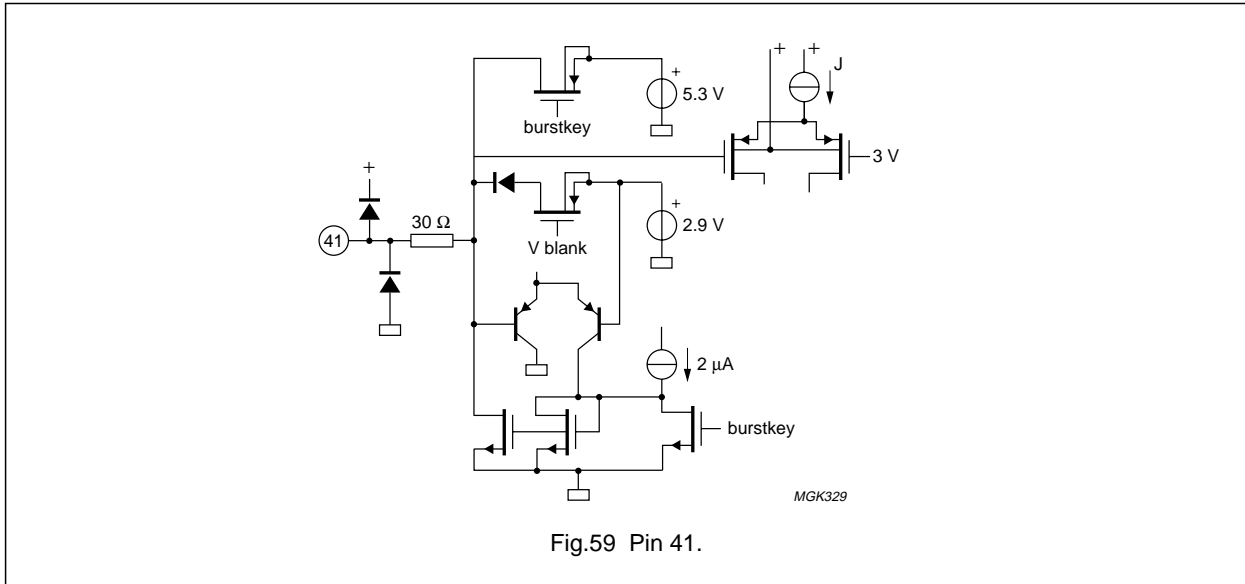 + + +
J
5.3 V
burstkey
3 V
+
+
30 Ω
2.9 V
41
V blank
2 μA
burstkey
MGK329
Fig.59 Pin 41.